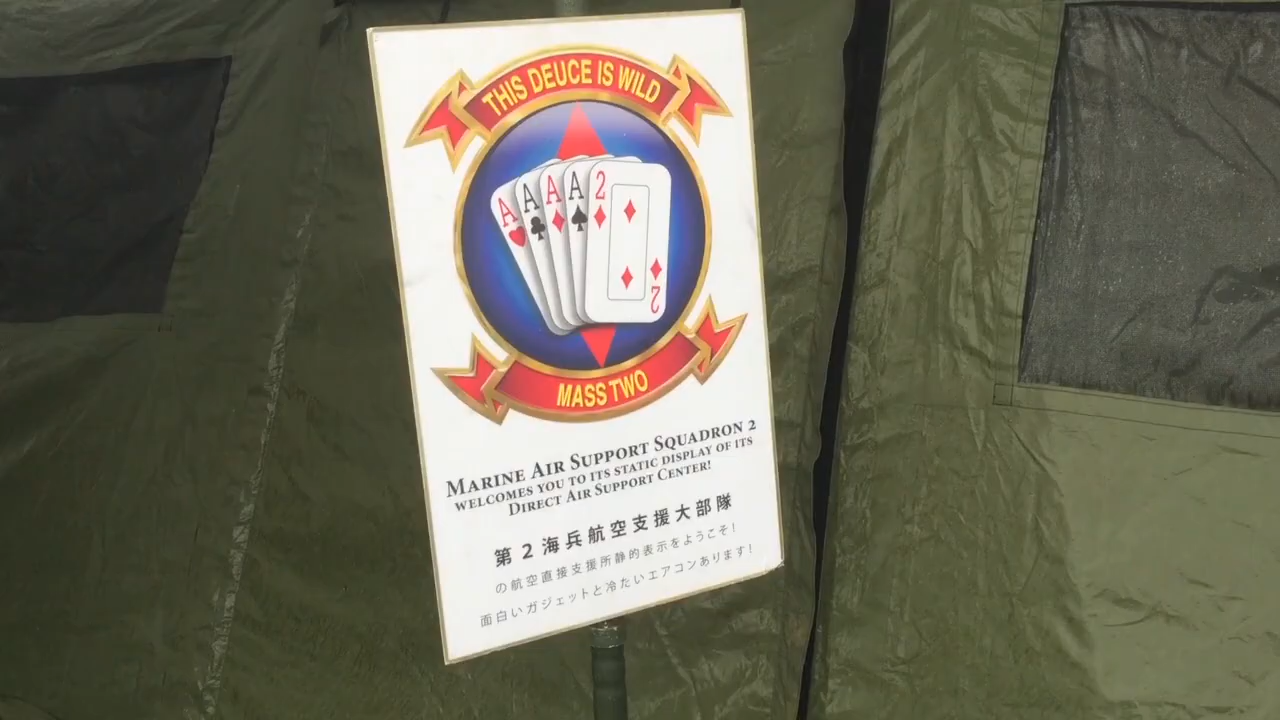 THIS DEUCE IS WILD
A A A A 2
2
MASS TWO
MARINE AIR SUPPORT SQUADRON 2
WELCOMES YOU TO ITS STATIC DISPLAY OF ITS
DIRECT AIR SUPPORT CENTER!
第2海兵航空支援大部隊
の航空直接支援所静的表示をようこそ!
面白いガジェットと冷たいエアコンあります!